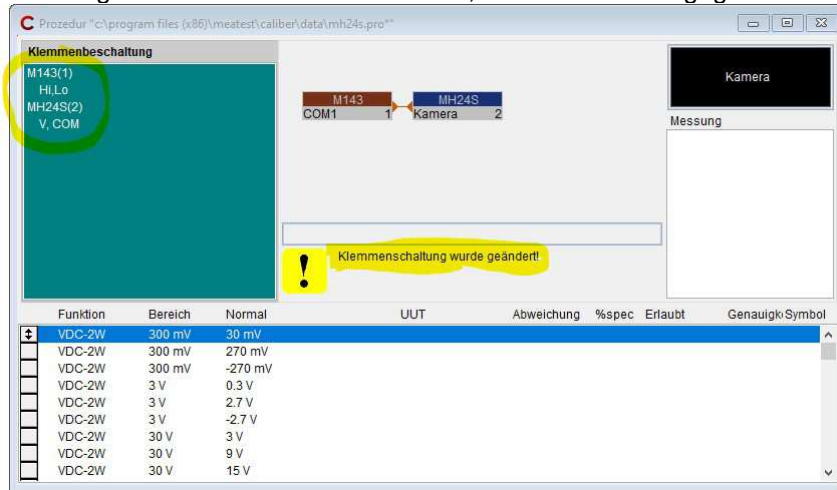 Prozedur "c:\program files (x86)\meatest\caliber\data\mh24s.pro""
Klemmenbeschaltung
M143(1)
Hi,Lo
MH24S(2)
V, COM
M143 MH24S
COM1 1 Kamera 2
Kamera
Messung
! Klemmenschaltung wurde geändert!
Funktion Bereich Normal UUT Abweichung %spec Erlaubt Genauigk Symbol
VDC-2W 300 mV 30 mV
VDC-2W 300 mV 270 mV
VDC-2W 300 mV -270 mV
VDC-2W 3 V 0.3 V
VDC-2W 3 V 2.7 V
VDC-2W 3 V -2.7 V
VDC-2W 30 V 3 V
VDC-2W 30 V 9 V
VDC-2W 30 V 15 V